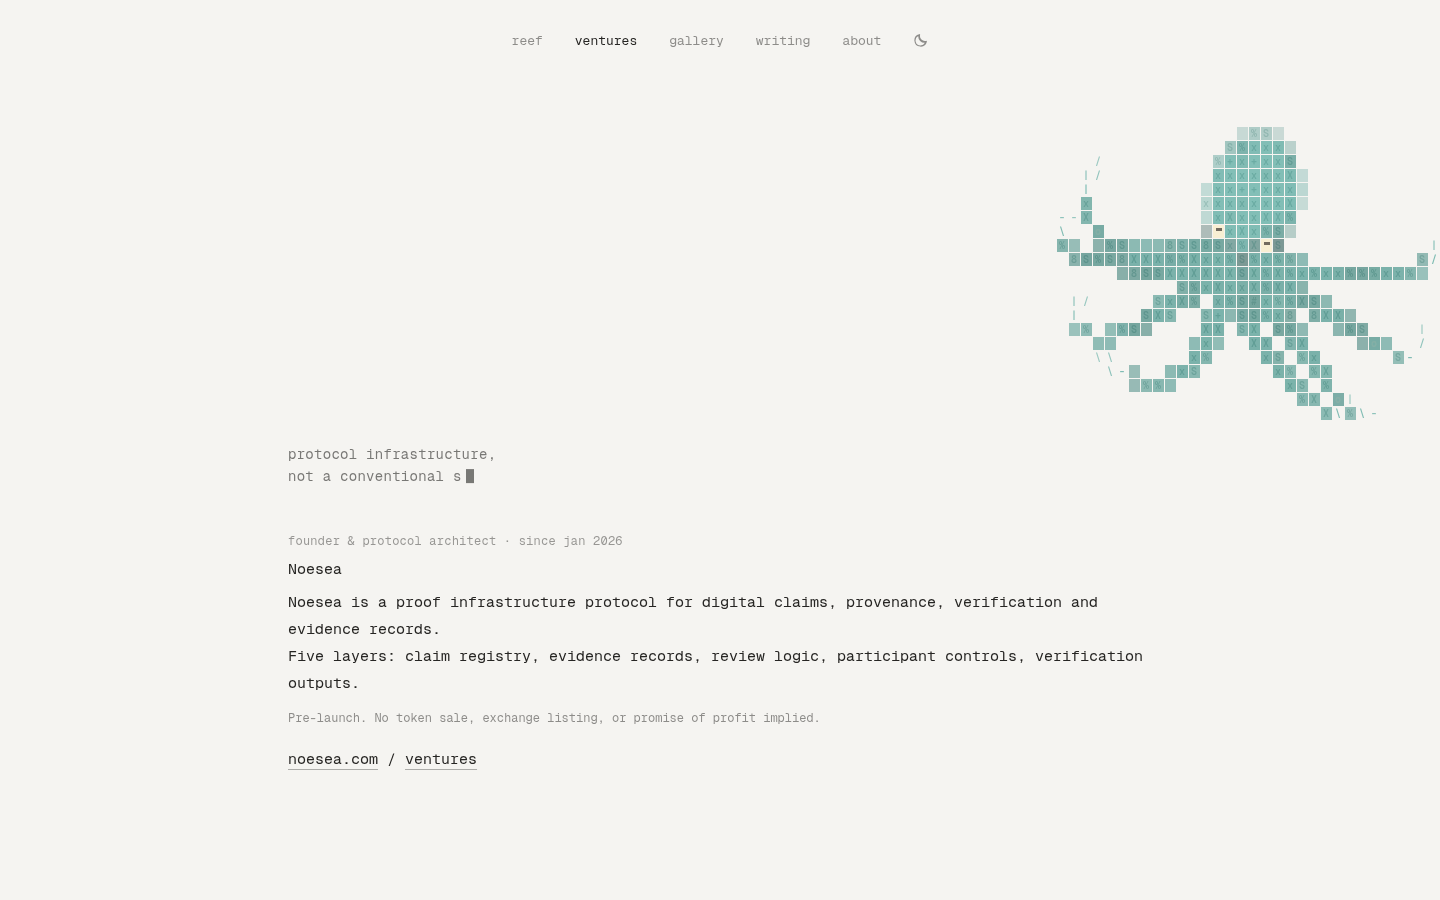 reef ventures gallery writing about
protocol infrastructure,
not a conventional s
founder & protocol architect · since jan 2026
Noesea
Noesea is a proof infrastructure protocol for digital claims, provenance, verification and
evidence records.
Five layers: claim registry, evidence records, review logic, participant controls, verification
outputs.
Pre-launch. No token sale, exchange listing, or promise of profit implied.
noesea.com / ventures